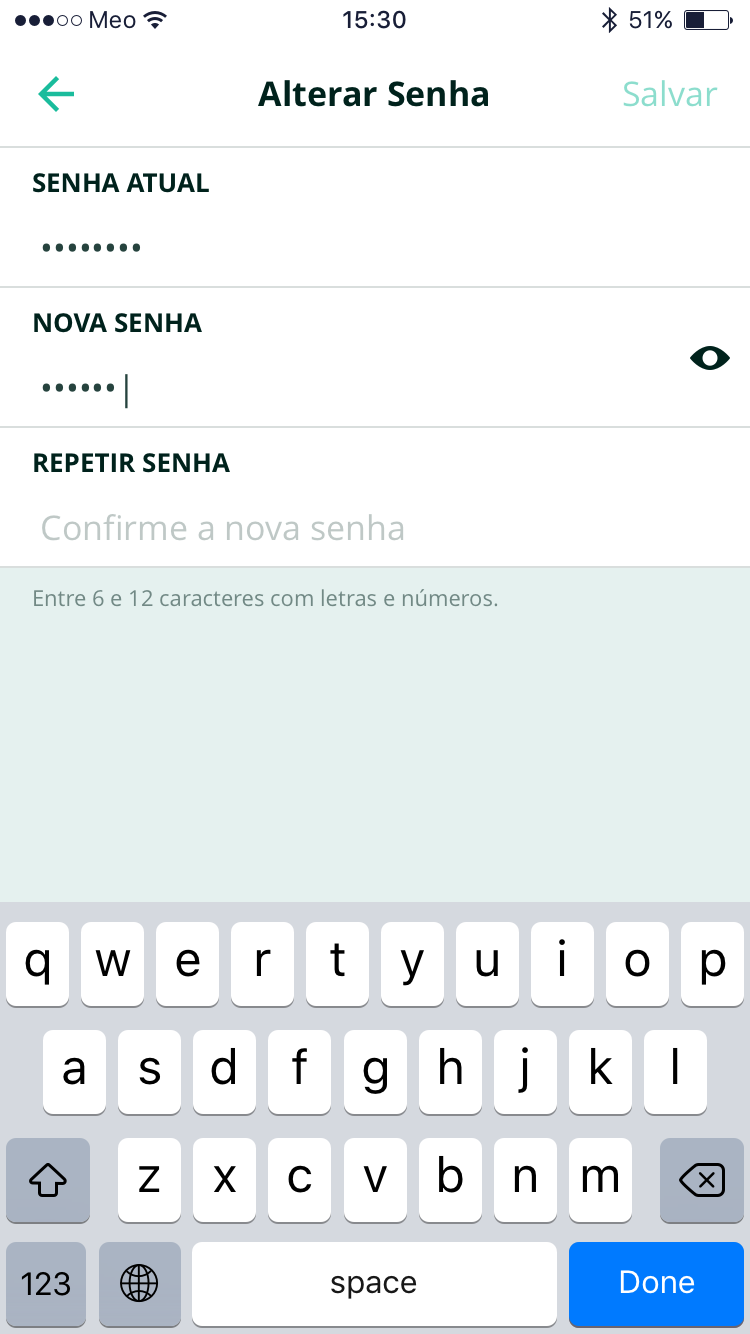 Meo 15:30 51%
Alterar Senha Salvar
SENHA ATUAL
••••••••
NOVA SENHA
••••••
REPETIR SENHA
Confirme a nova senha
Entre 6 e 12 caracteres com letras e números.
q w e r t y u i o p
a s d f g h j k l
z x c v b n m
123 space Done